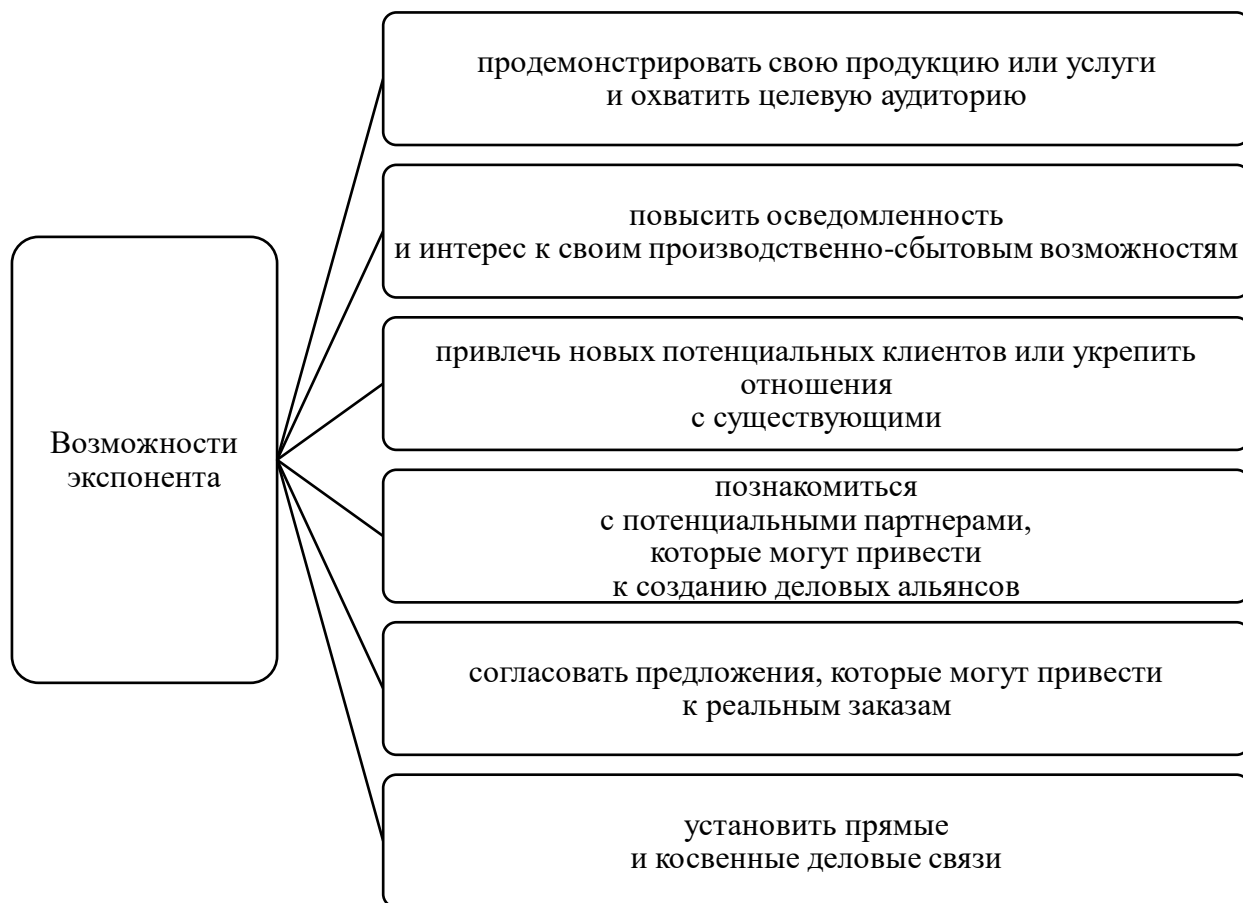 продемонстрировать свою продукцию или услуги
и охватить целевую аудиторию
повысить осведомленность
и интерес к своим производственно-сбытовым возможностям
Возможности
экспонента
привлечь новых потенциальных клиентов или укрепить
отношения
с существующими
познакомиться
с потенциальными партнерами,
которые могут привести
к созданию деловых альянсов
согласовать предложения, которые могут привести
к реальным заказам
установить прямые
и косвенные деловые связи